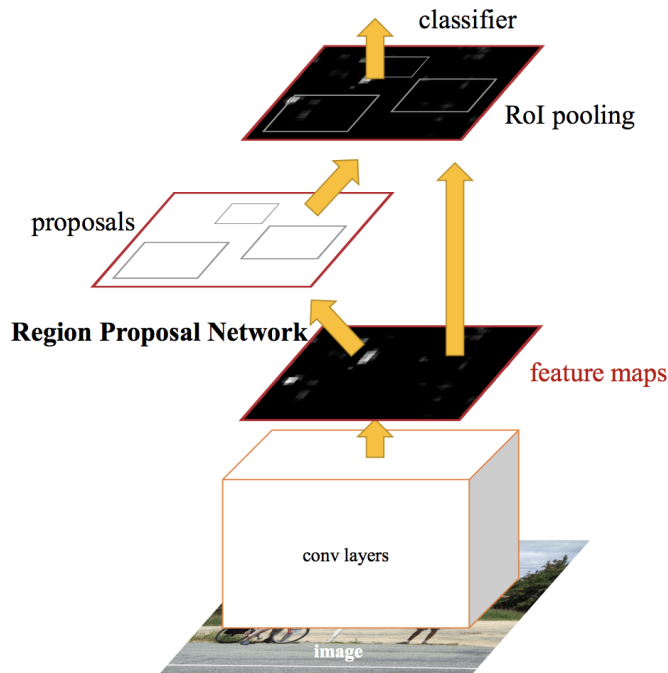 classifier
RoI pooling
proposals
Region Proposal Network
feature maps
conv layers
image